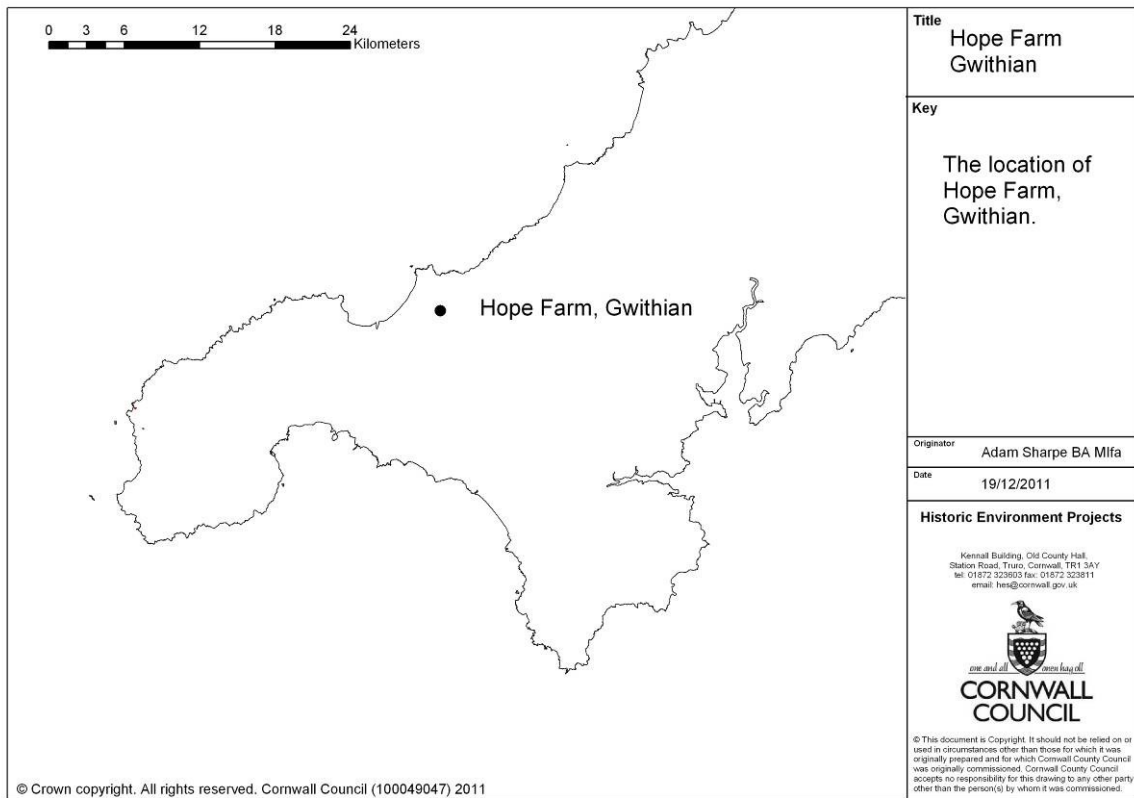 0 3 6 12 18 24
Kilometers
Hope Farm, Gwithian
© Crown copyright. All rights reserved. Cornwall Council (100049047) 2011
Title
Hope Farm
Gwithian
Key
The location of
Hope Farm,
Gwithian.
Originator
Adam Sharpe BA MIfa
Date
19/12/2011
Historic Environment Projects
Kennall Building, Old County Hall,
Station Road, Truro, Cornwall, TR1 3AY
tel: 01872 323603 fax: 01872 323811
email: hes@cornwall.gov.uk
one and all onen hag oll
CORNWALL
COUNCIL
© This document is Copyright. It should not be relied on or
used in circumstances other than those for which it was
originally prepared and for which Cornwall County Council
was originally commissioned. Cornwall County Council
accepts no responsibility for this drawing to any other party
other than the person(s) by whom it was commissioned.